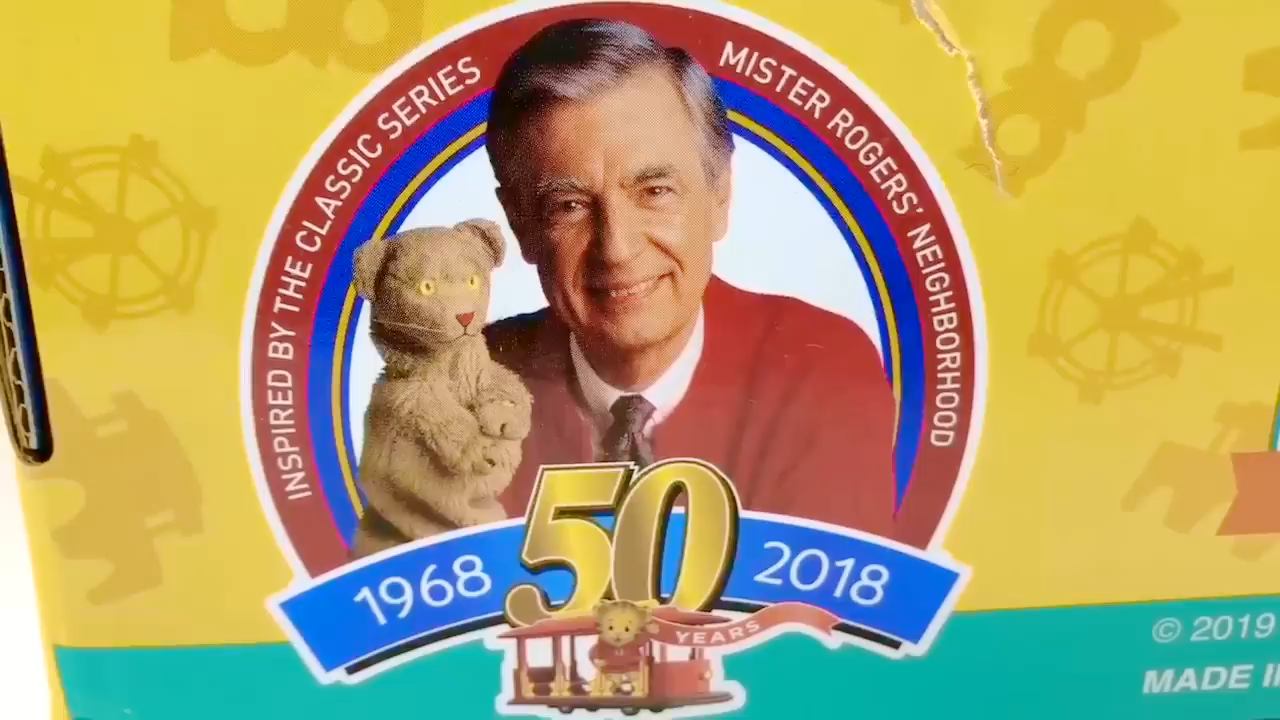 INSPIRED BY THE CLASSIC SERIES
MISTER ROGERS' NEIGHBORHOOD
50
1968
2018
YEARS
© 2019
MADE